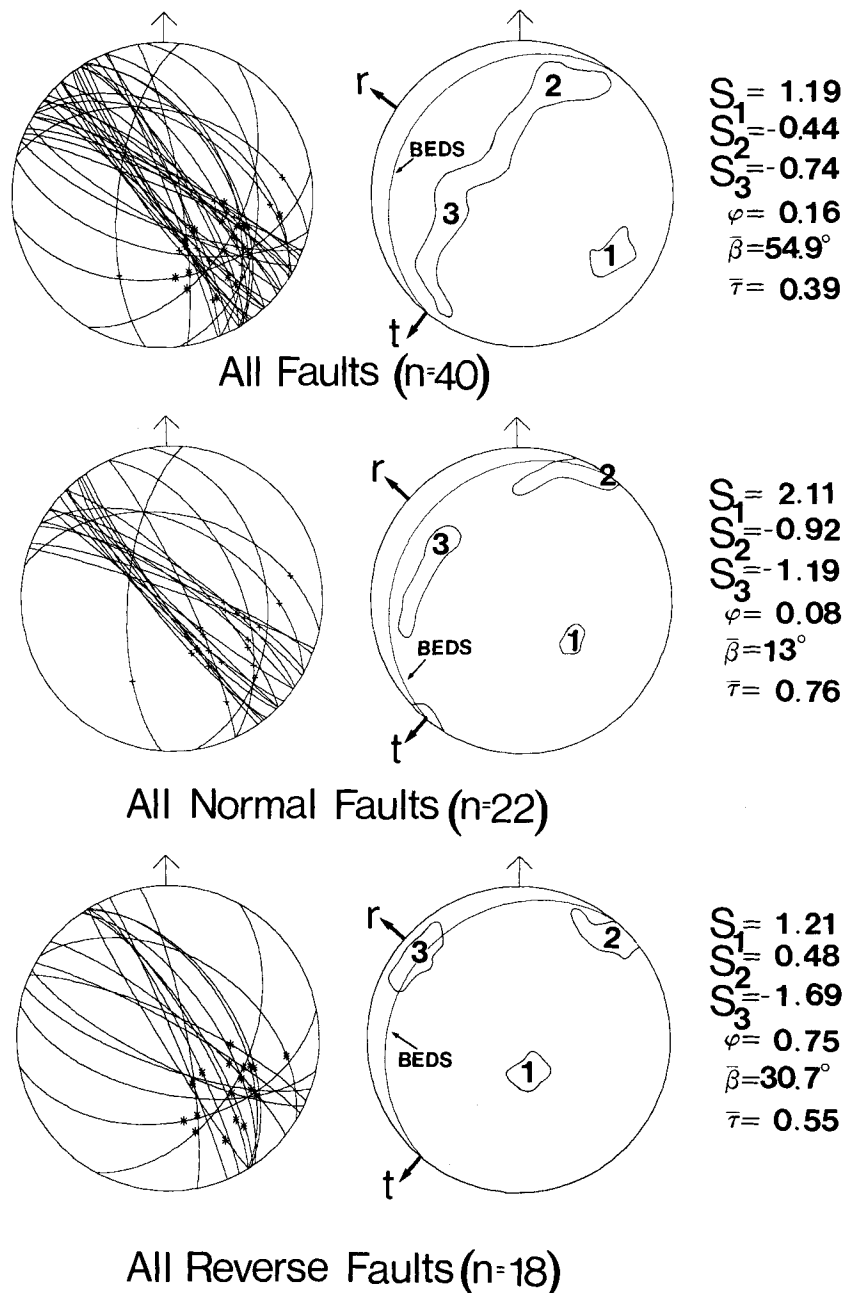 r
2
BEDS
3
1
t
S1= 1.19
S2=-0.44
S3=-0.74
φ= 0.16
β̄=54.9°
τ̄= 0.39
All Faults (n=40)
r
2
3
1
BEDS
t
S1= 2.11
S2=-0.92
S3=-1.19
φ= 0.08
β̄=13°
τ̄= 0.76
All Normal Faults (n=22)
r
3
2
BEDS
1
t
S1= 1.21
S2= 0.48
S3=-1.69
φ= 0.75
β̄=30.7°
τ̄= 0.55
All Reverse Faults (n=18)